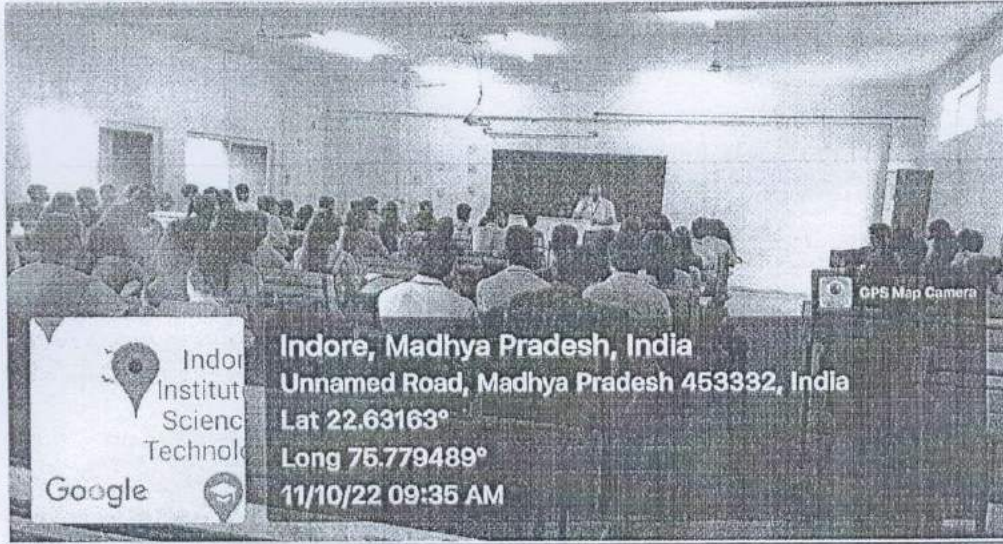 GPS Map Camera
Indor
Institut
Scienc
Technol
Google
Indore, Madhya Pradesh, India
Unnamed Road, Madhya Pradesh 453332, India
Lat 22.63163°
Long 75.779489°
11/10/22 09:35 AM